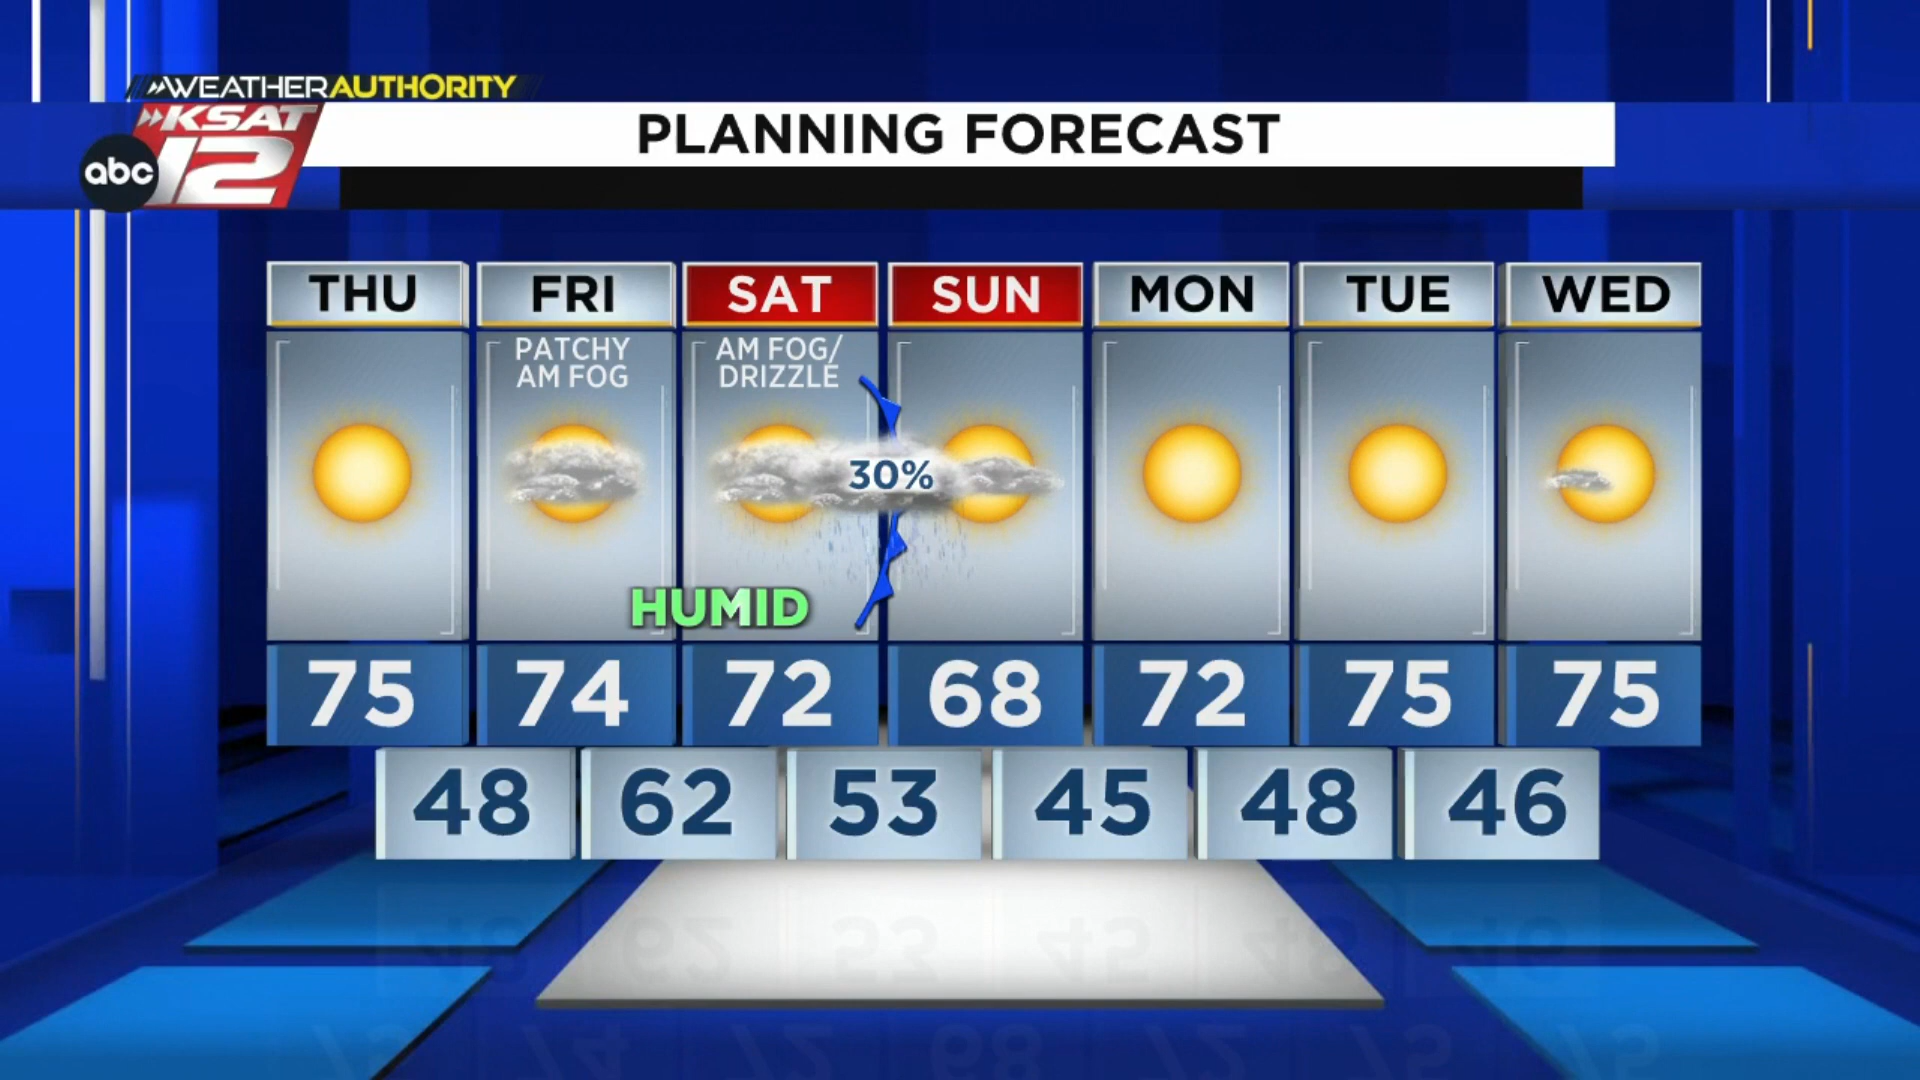 WEATHERAUTHORITY
KSAT
12
abc
PLANNING FORECAST
THU FRI SAT SUN MON TUE WED
PATCHY
AM FOG
AM FOG/
DRIZZLE
30%
HUMID
75 74 72 68 72 75 75
48 62 53 45 48 46